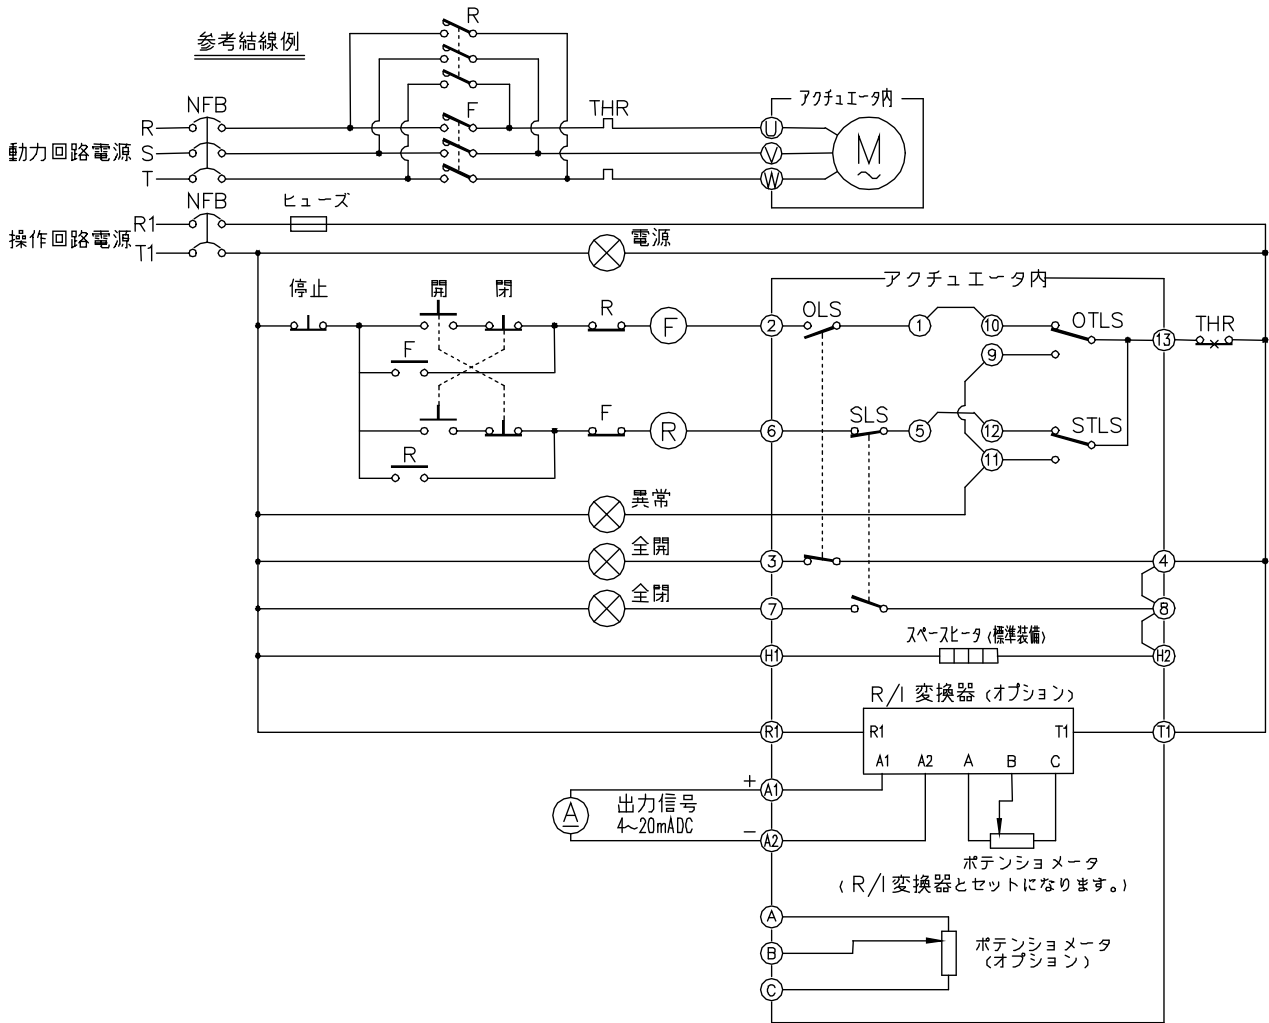 参考結線例
R
F
NFB
THR
アクチュエータ内
動力回路電源
R
S
T
U
V
W
M
NFB
ヒューズ
操作回路電源
R1
T1
電源
停止
開
閉
R
F
アクチュエータ内
2
OLS
1
10
OTLS
13
THR
F
9
6
SLS
5
12
STLS
F
R
11
R
異常
全開
3
4
全閉
7
8
スペースヒータ(標準装備)
H1
H2
R/I変換器(オプション)
R1
R1
T1
T1
A1
A2
A
B
C
+
A1
A
出力信号
4~20mADC
−
A2
ポテンショメータ
(R/I変換器とセットになります。)
A
B
C
ポテンショメータ
(オプション)